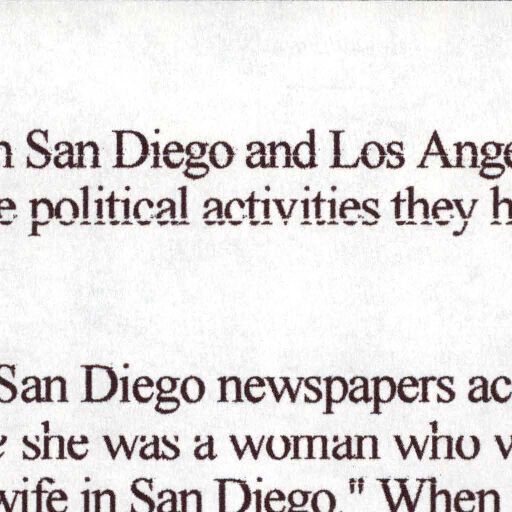 n San Diego and Los Ange
e political activities they h
San Diego newspapers ac
e she was a woman who w
wife in San Diego." When